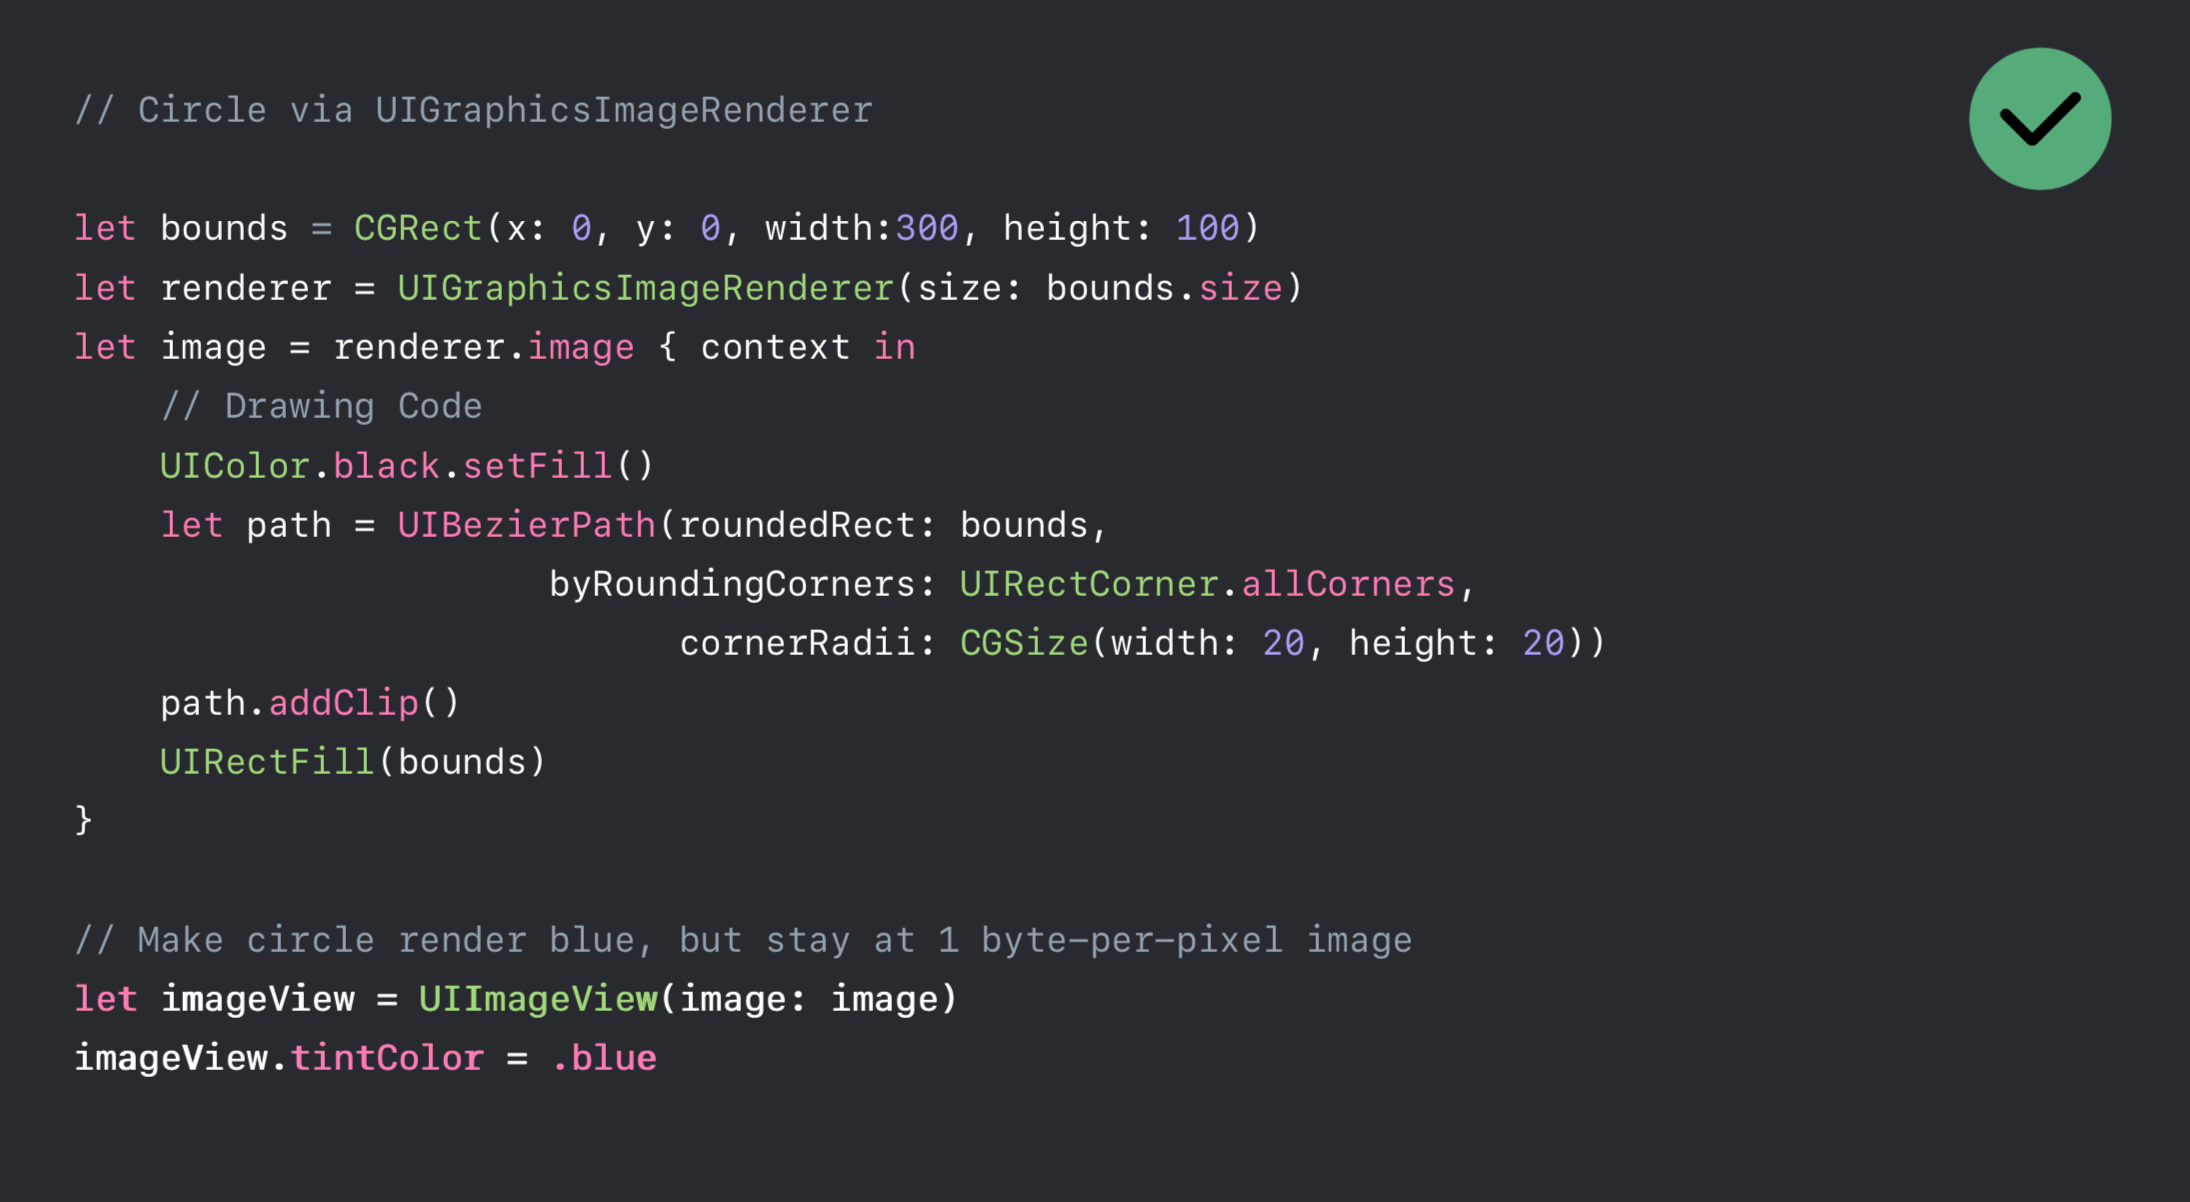 // Circle via UIGraphicsImageRenderer
let bounds = CGRect(x: 0, y: 0, width:300, height: 100)
let renderer = UIGraphicsImageRenderer(size: bounds.size)
let image = renderer.image { context in
// Drawing Code
UIColor.black.setFill()
let path = UIBezierPath(roundedRect: bounds,
byRoundingCorners: UIRectCorner.allCorners,
cornerRadii: CGSize(width: 20, height: 20))
path.addClip()
UIRectFill(bounds)
}
// Make circle render blue, but stay at 1 byte-per-pixel image
let imageView = UIImageView(image: image)
imageView.tintColor = .blue